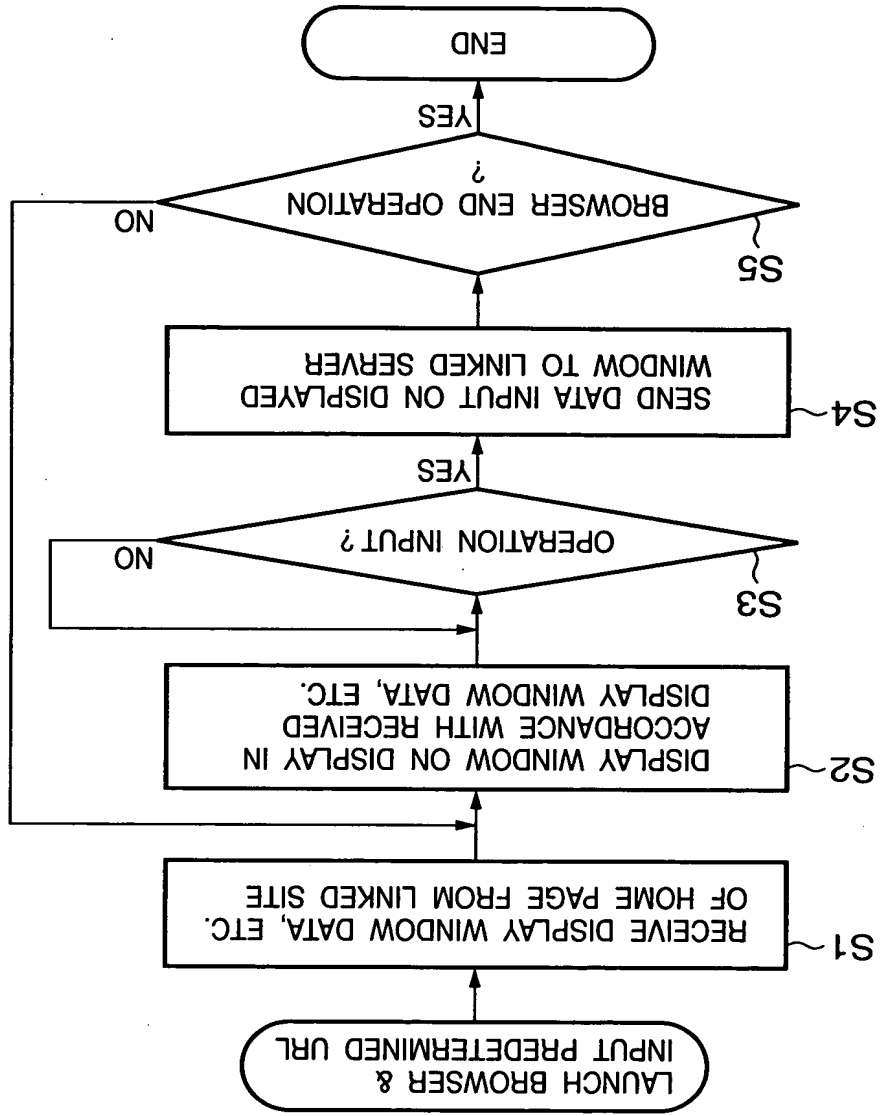 LAUNCH BROWSER &
INPUT PREDETERMINED URL
S1
RECEIVE DISPLAY WINDOW DATA, ETC.
OF HOME PAGE FROM LINKED SITE
S2
DISPLAY WINDOW ON DISPLAY IN
ACCORDANCE WITH RECEIVED
DISPLAY WINDOW DATA, ETC.
S3
OPERATION INPUT?
NO
YES
S4
SEND DATA INPUT ON DISPLAYED
WINDOW TO LINKED SERVER
S5
BROWSER END OPERATION
?
NO
YES
END